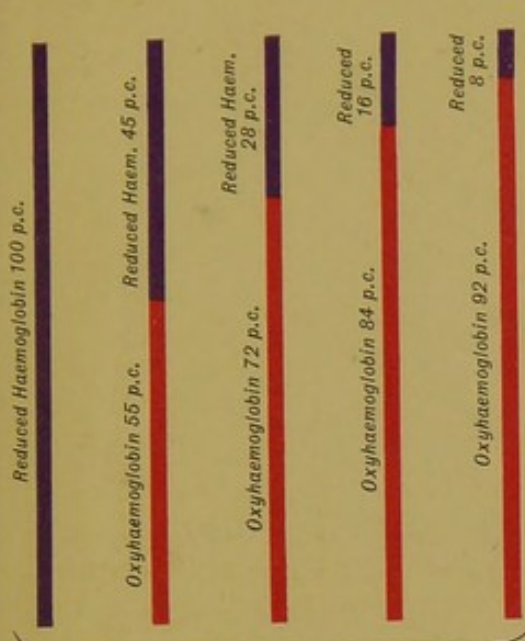 Reduced Haemoglobin 100 p.c.
Oxyhaemoglobin 55 p.c.
Reduced Haem. 45 p.c.
Oxyhaemoglobin 72 p.c.
Reduced Haem.
28 p.c.
Oxyhaemoglobin 84 p.c.
Reduced
16 p.c.
Oxyhaemoglobin 92 p.c.
Reduced
8 p.c.